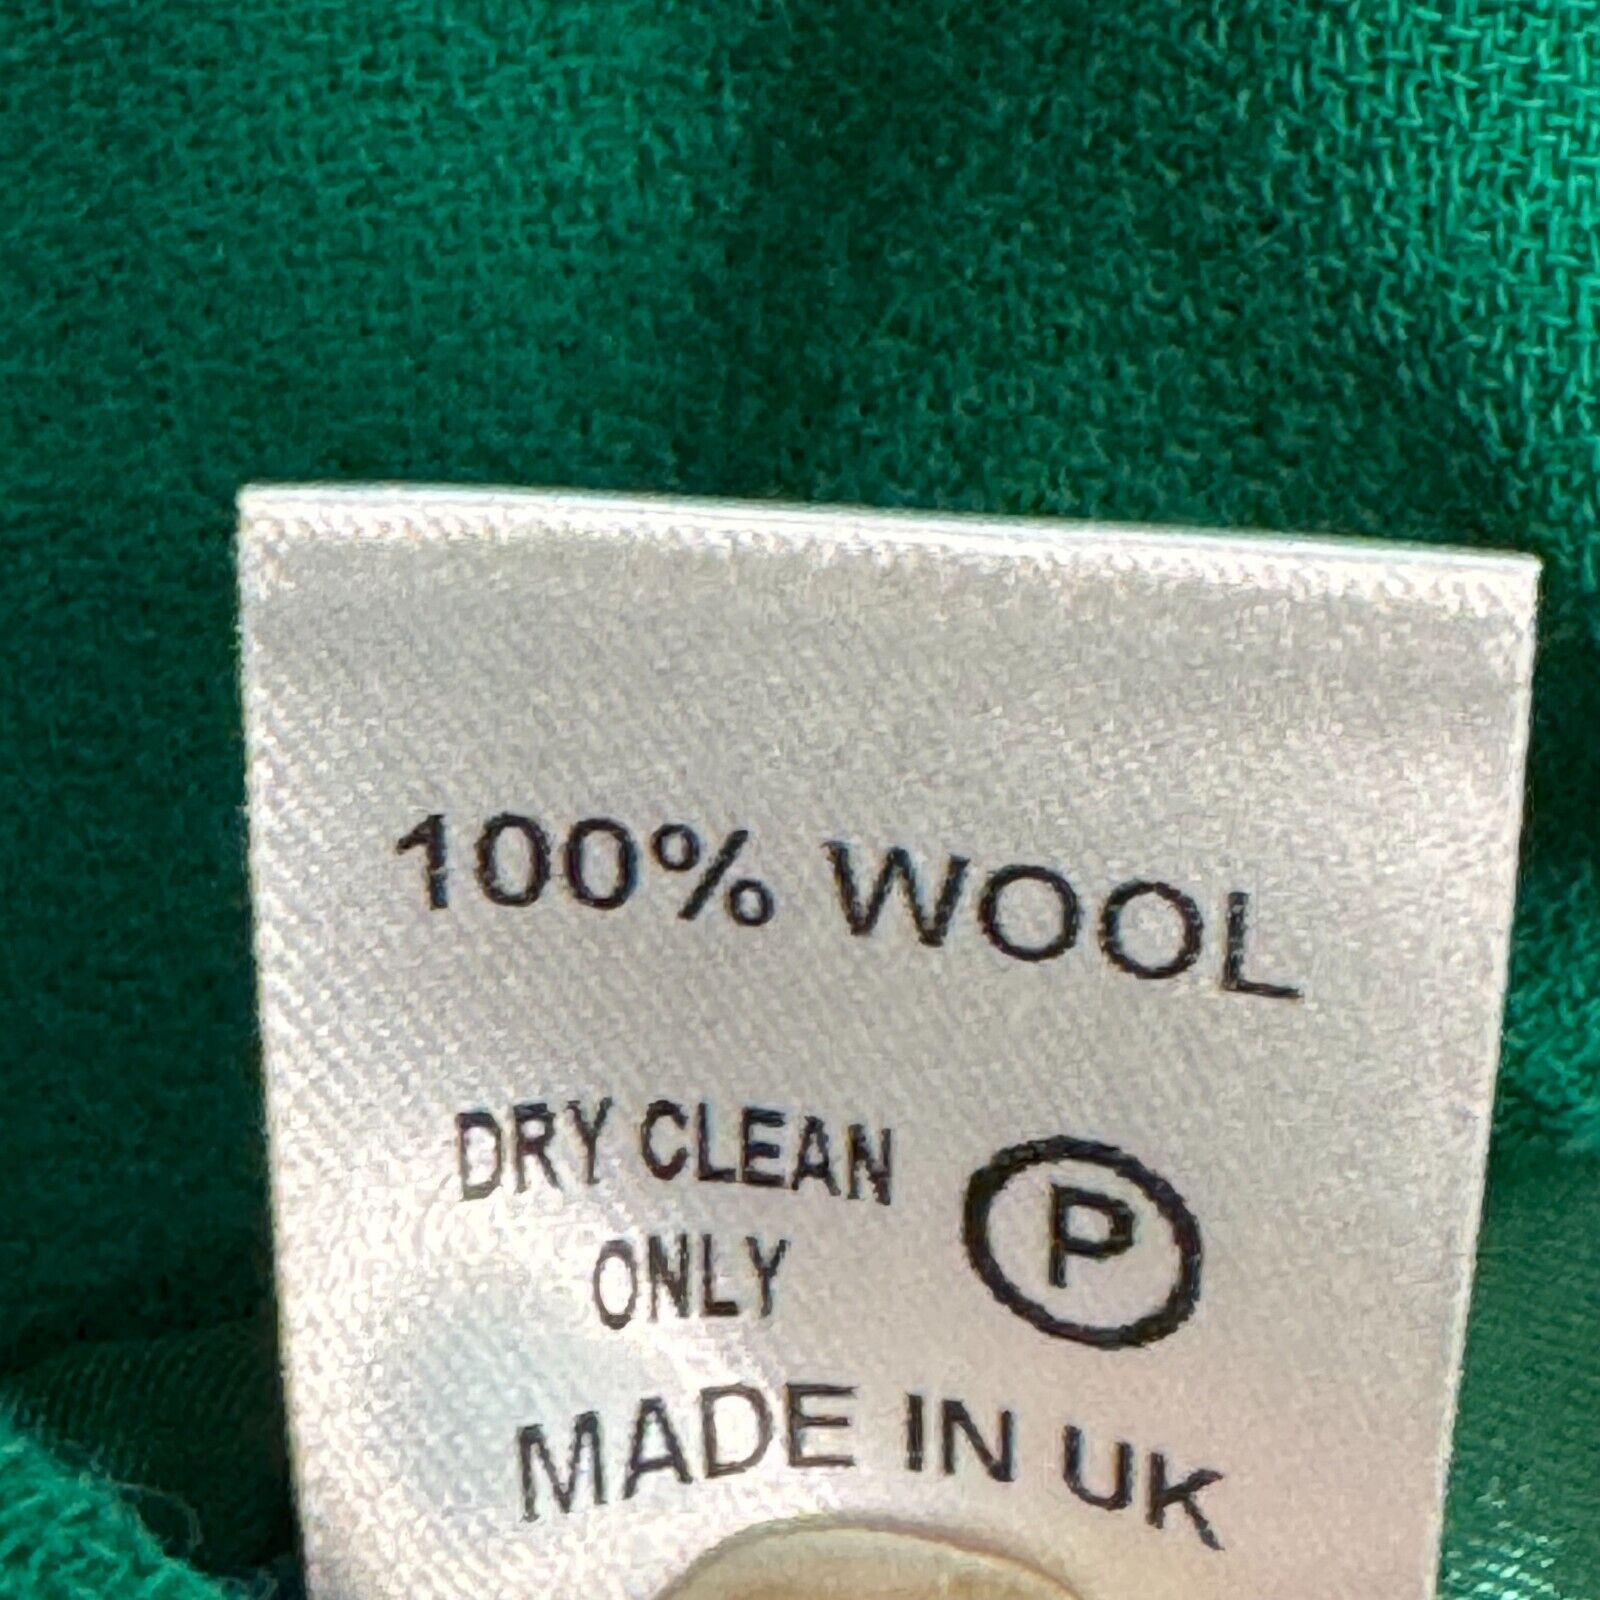 100% WOOL
DRY CLEAN
ONLY
P
MADE IN UK